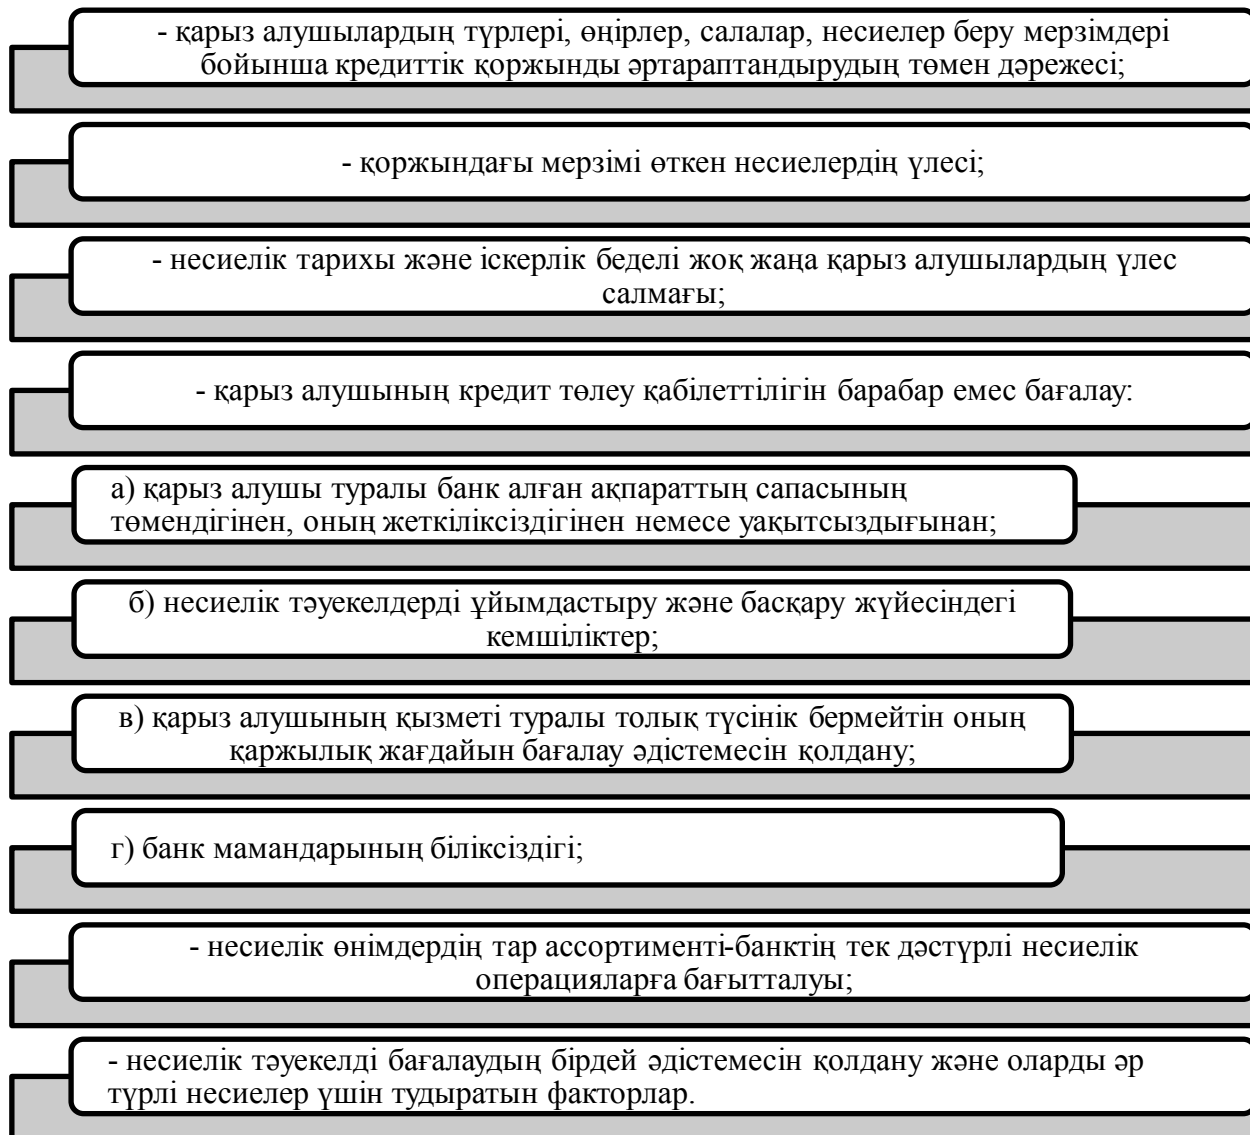 - қарыз алушылардың түрлері, өңірлер, салалар, несиелер беру мерзімдері
бойынша кредиттік қоржынды әртараптандырудың төмен дәрежесі;
- қоржындағы мерзімі өткен несиелердің үлесі;
- несиелік тарихы және іскерлік беделі жоқ жаңа қарыз алушылардың үлес
салмағы;
- қарыз алушының кредит төлеу қабілеттілігін барабар емес бағалау:
а) қарыз алушы туралы банк алған ақпараттың сапасының
төмендігінен, оның жеткіліксіздігінен немесе уақытсыздығынан;
б) несиелік тәуекелдерді ұйымдастыру және басқару жүйесіндегі
кемшіліктер;
в) қарыз алушының қызметі туралы толық түсінік бермейтін оның
қаржылық жағдайын бағалау әдістемесін қолдану;
г) банк мамандарының біліксіздігі;
- несиелік өнімдердің тар ассортименті-банктің тек дәстүрлі несиелік
операцияларға бағытталуы;
- несиелік тәуекелді бағалаудың бірдей әдістемесін қолдану және оларды әр
түрлі несиелер үшін тудыратын факторлар.